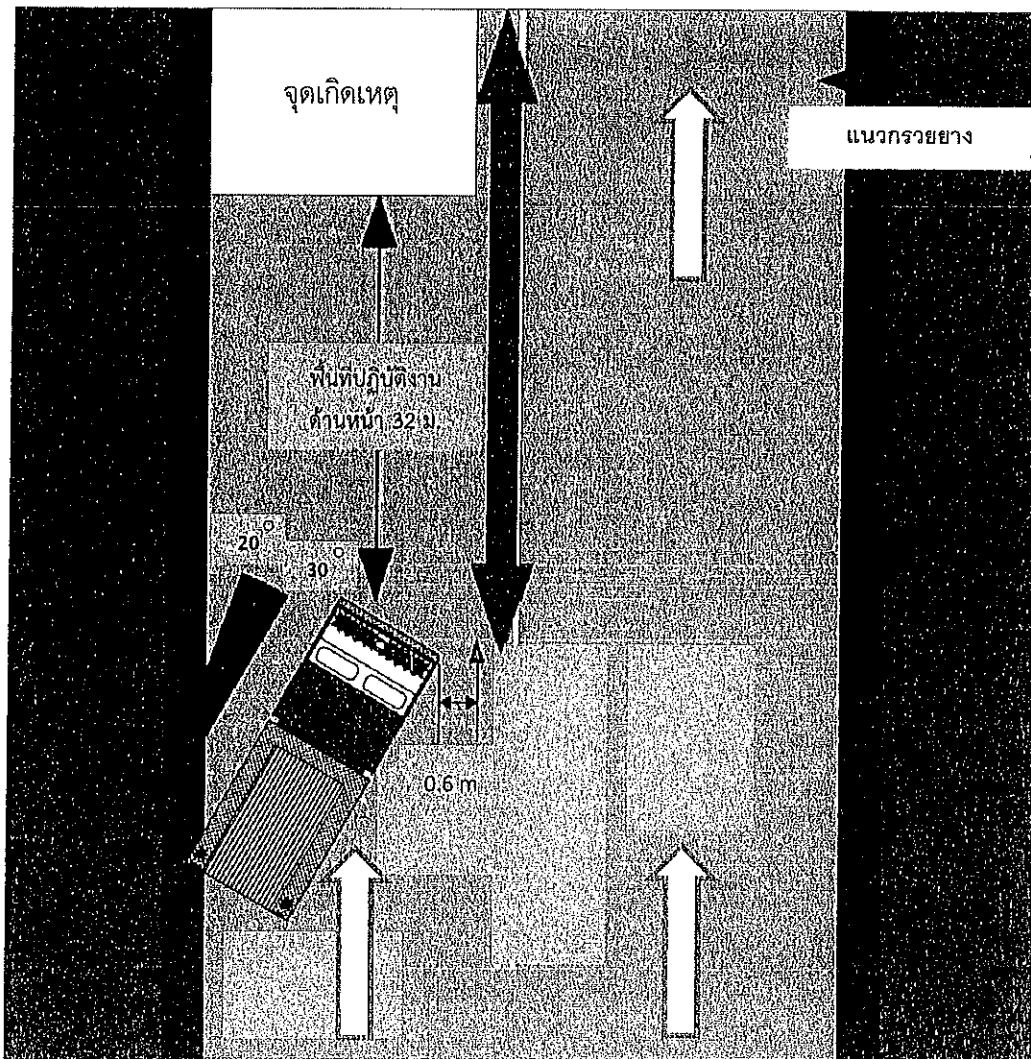 จุดเกิดเหตุ
แนวกรวยยาง
พื้นที่ปฏิบัติงาน
ด้านหน้า 32 ม.
20°
30°
0.6 m